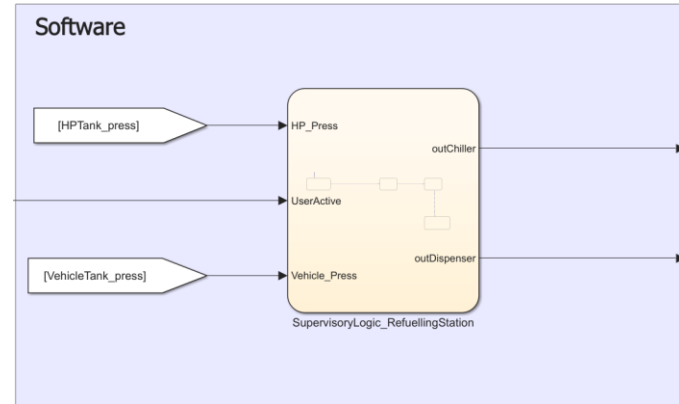 Software
[HPTank_press]
HP_Press
outChiller
UserActive
outDispenser
[VehicleTank_press]
Vehicle_Press
SupervisoryLogic_RefuellingStation